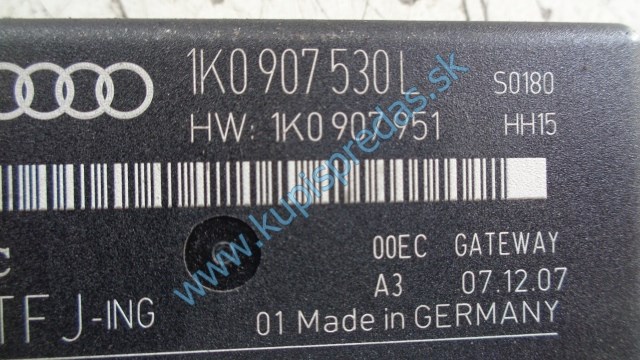 1K0 907 530 L S0180
HW: 1K0 907 951 HH15
www.kupispredas.sk
00EC GATEWAY
A3 07.12.07
TF J-ING 01 Made in GERMANY